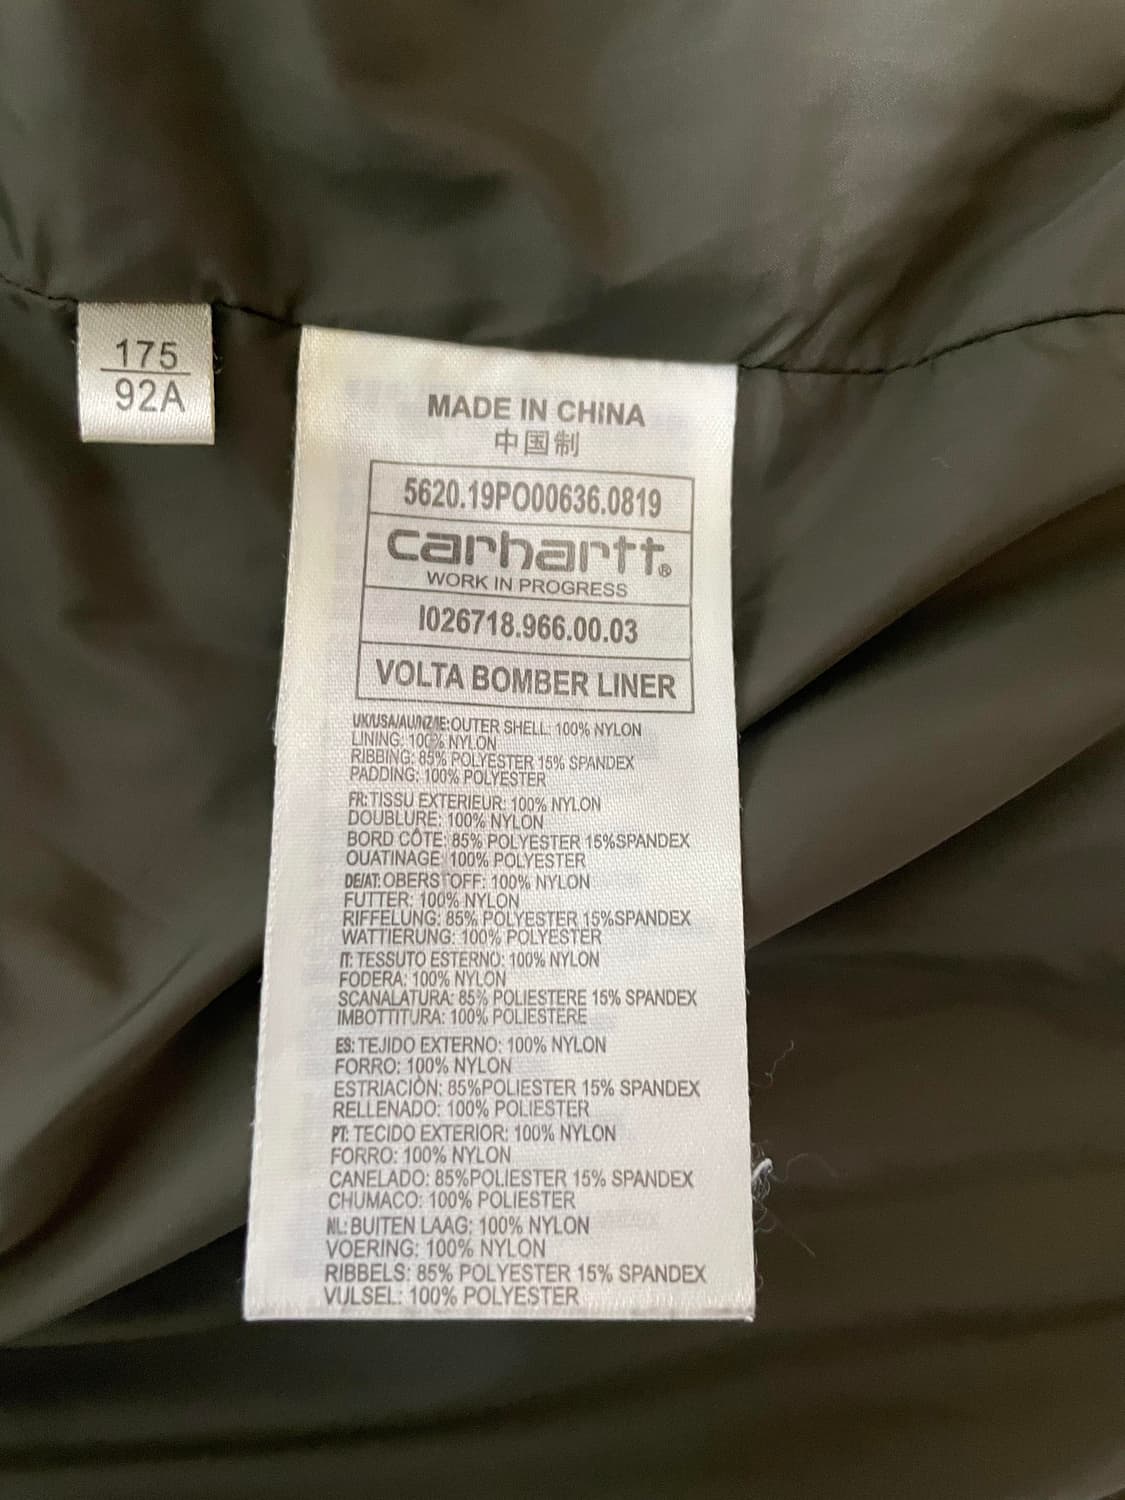 175
92A
MADE IN CHINA
中国制
5620.19PO00636.0819
carhartt®
WORK IN PROGRESS
I026718.966.00.03
VOLTA BOMBER LINER
UK/USA/AU/NZ/IE:OUTER SHELL: 100% NYLON
LINING: 100% NYLON
RIBBING: 85% POLYESTER 15% SPANDEX
PADDING: 100% POLYESTER
FR: TISSU EXTERIEUR: 100% NYLON
DOUBLURE: 100% NYLON
BORD CÔTE: 85% POLYESTER 15%SPANDEX
OUATINAGE: 100% POLYESTER
DE/AT: OBERSTOFF: 100% NYLON
FUTTER: 100% NYLON
RIFFELUNG: 85% POLYESTER 15%SPANDEX
WATTIERUNG: 100% POLYESTER
IT: TESSUTO ESTERNO: 100% NYLON
FODERA: 100% NYLON
SCANALATURA: 85% POLIESTERE 15% SPANDEX
IMBOTTITURA: 100% POLIESTERE
ES: TEJIDO EXTERNO: 100% NYLON
FORRO: 100% NYLON
ESTRIACIÓN: 85%POLIESTER 15% SPANDEX
RELLENADO: 100% POLIESTER
PT: TECIDO EXTERIOR: 100% NYLON
FORRO: 100% NYLON
CANELADO: 85%POLIESTER 15% SPANDEX
CHUMACO: 100% POLIESTER
NL: BUITEN LAAG: 100% NYLON
VOERING: 100% NYLON
RIBBELS: 85% POLYESTER 15% SPANDEX
VULSEL: 100% POLYESTER